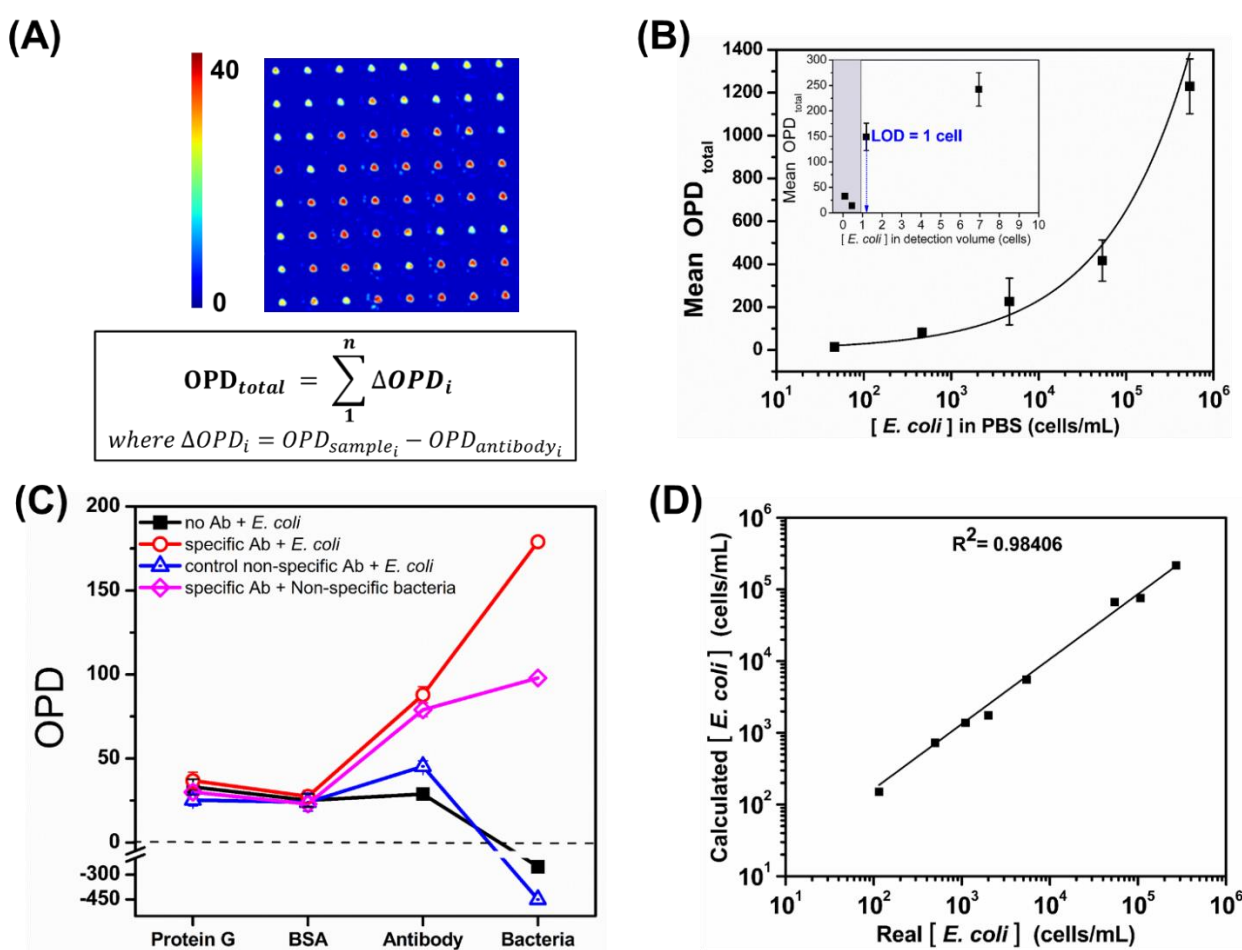 (A)
40
0
OPD_total = ∑_1^n ΔOPD_i
where ΔOPD_i = OPD_sample_i − OPD_antibody_i
(B)
1400
1200
1000
800
600
400
200
0
Mean OPD_total
10^1
10^2
10^3
10^4
10^5
10^6
[ E. coli ] in PBS (cells/mL)
300
250
200
150
100
50
0
Mean OPD_total
LOD = 1 cell
0 1 2 3 4 5 6 7 8 9 10
[ E. coli ] in detection volume (cells)
(C)
200
150
100
50
0
-300
-450
OPD
no Ab + E. coli
specific Ab + E. coli
control non-specific Ab + E. coli
specific Ab + Non-specific bacteria
Protein G
BSA
Antibody
Bacteria
(D)
10^6
10^5
10^4
10^3
10^2
10^1
Calculated [ E. coli ] (cells/mL)
R^2= 0.98406
10^1
10^2
10^3
10^4
10^5
10^6
Real [ E. coli ] (cells/mL)